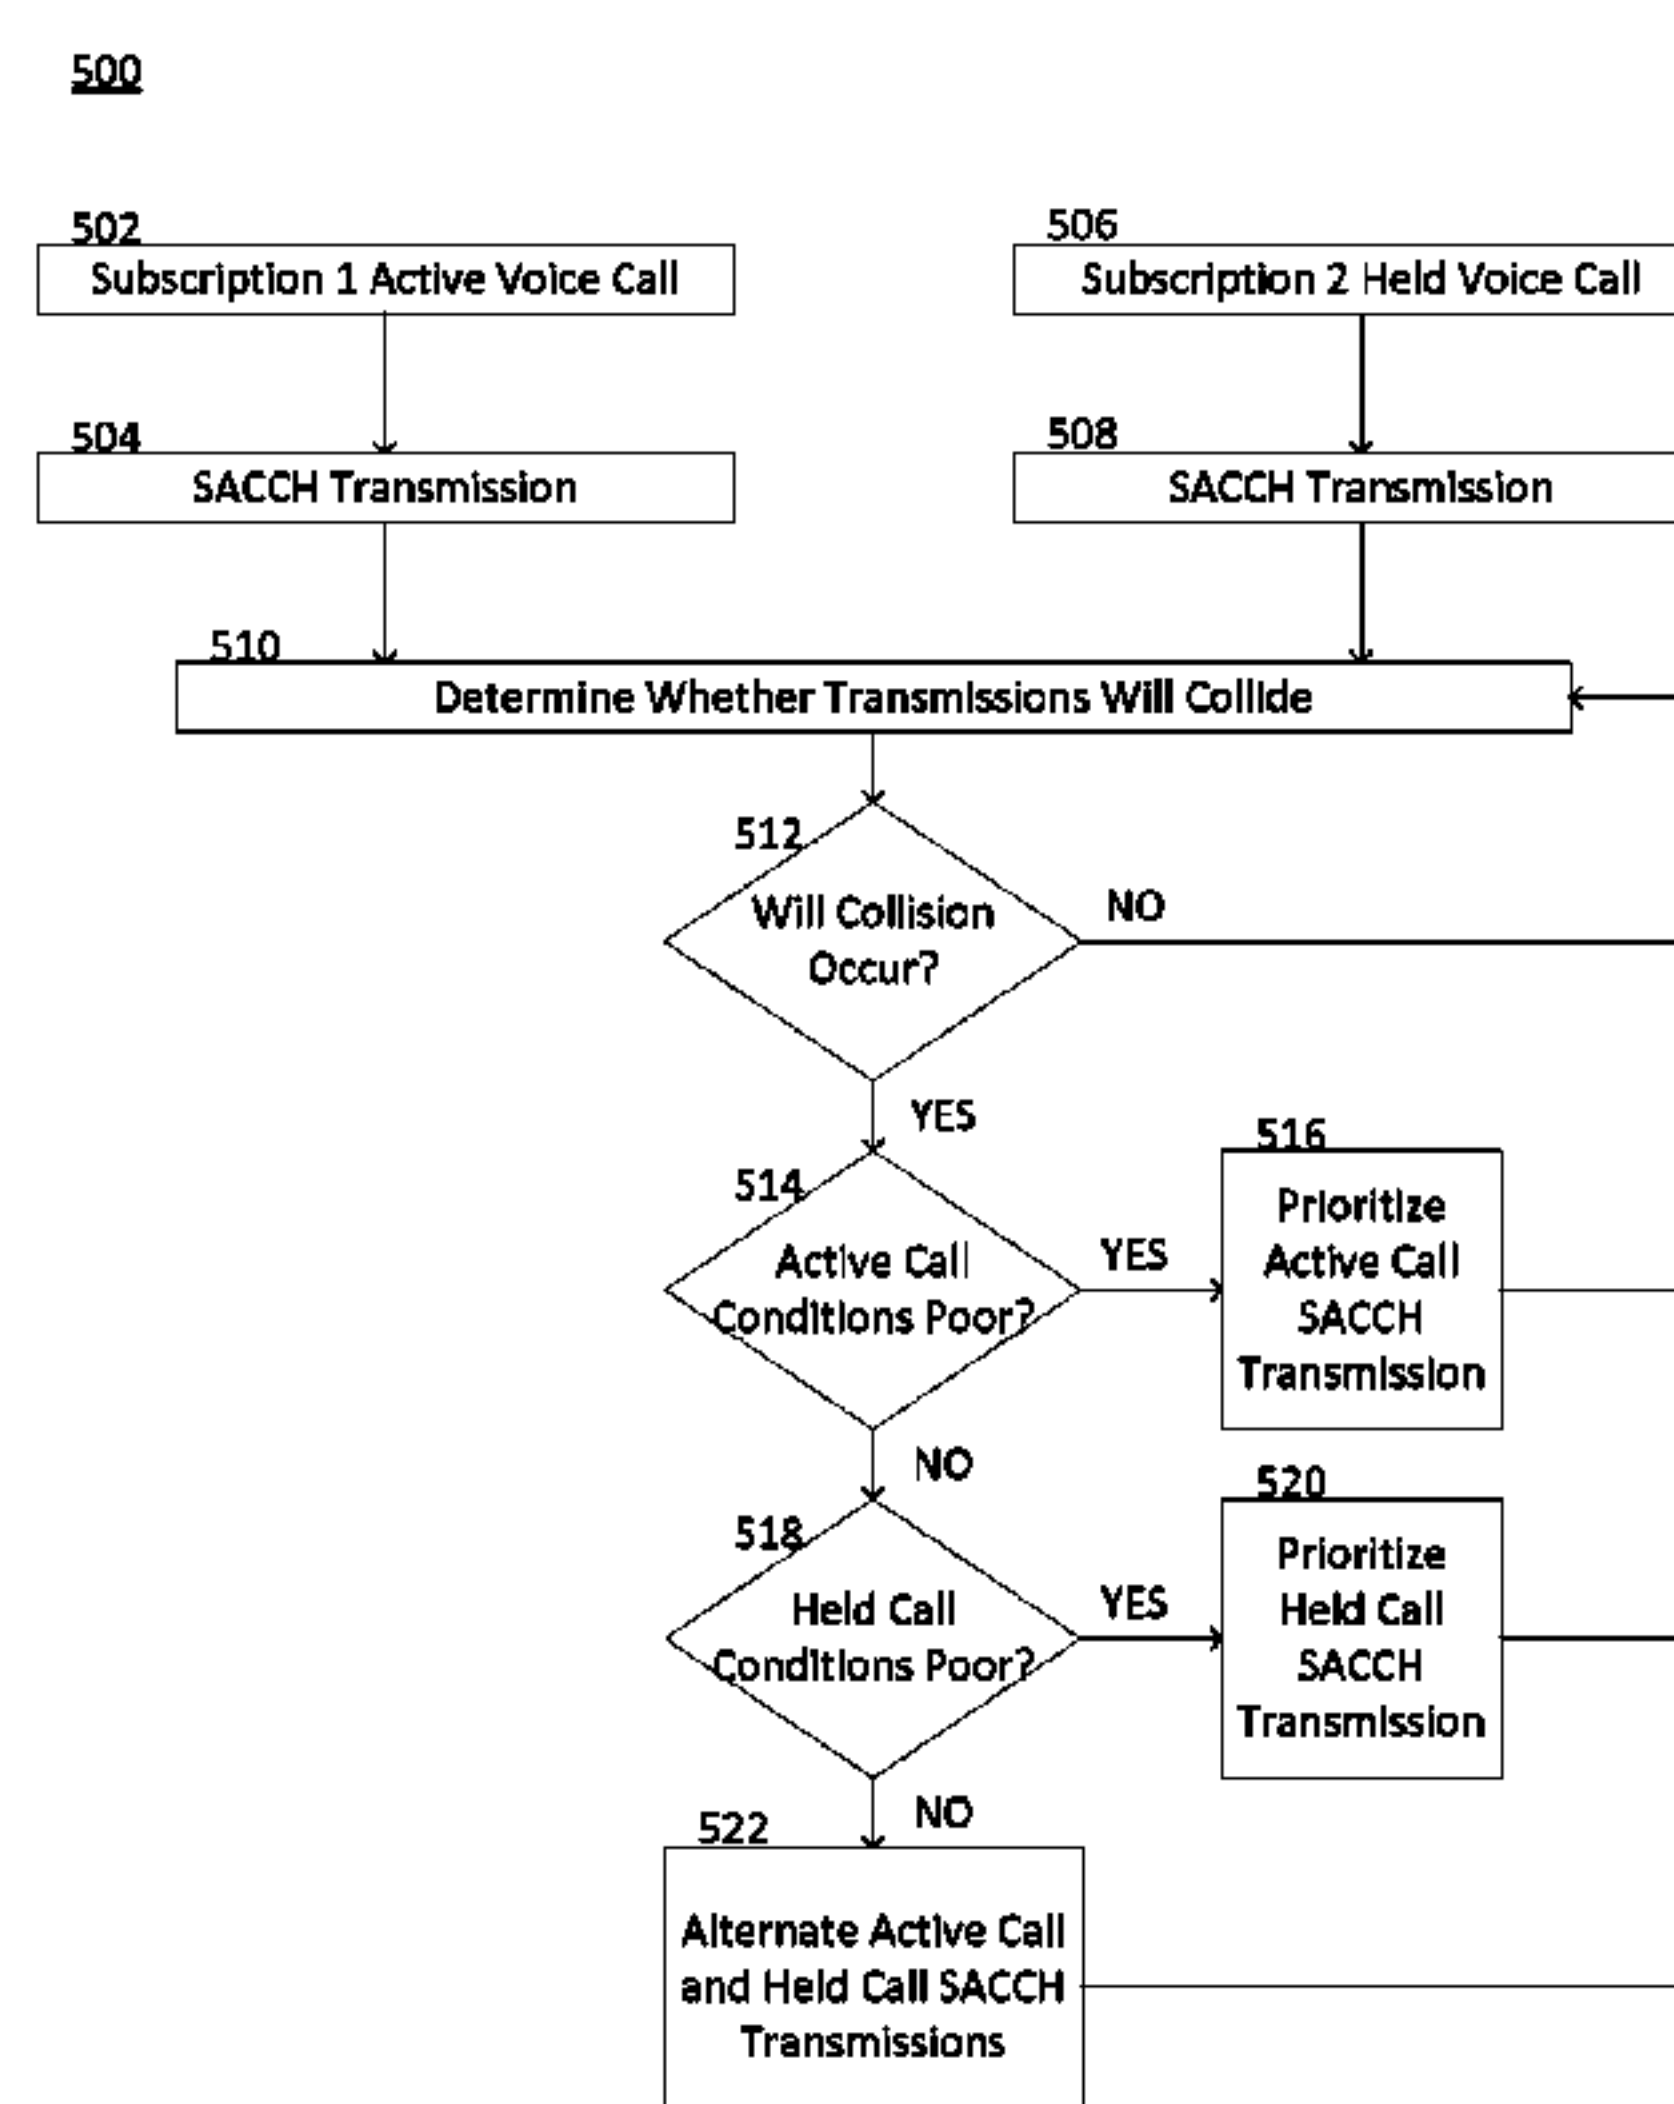 500
502
Subscription 1 Active Voice Call
506
Subscription 2 Held Voice Call
504
SACCH Transmission
508
SACCH Transmission
510
Determine Whether Transmissions Will Collide
512
Will Collision
Occur?
NO
YES
514
Active Call
Conditions Poor?
YES
516
Prioritize
Active Call
SACCH
Transmission
NO
518
Held Call
Conditions Poor?
YES
520
Prioritize
Held Call
SACCH
Transmission
NO
522
Alternate Active Call
and Held Call SACCH
Transmissions